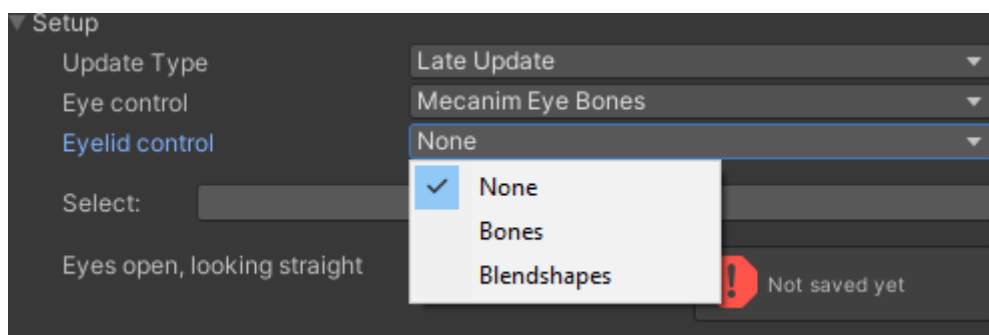 Setup
Update Type Late Update
Eye control Mecanim Eye Bones
Eyelid control None
None
Select:
Bones
Eyes open, looking straight
Blendshapes
Not saved yet